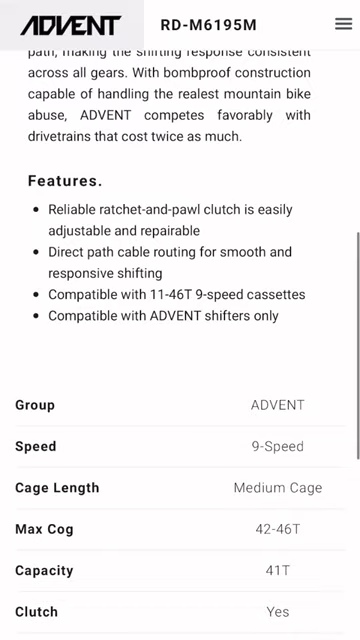 ADVENT RD-M6195M
path, making the shifting response consistent
across all gears. With bombproof construction
capable of handling the realest mountain bike
abuse, ADVENT competes favorably with
drivetrains that cost twice as much.
Features.
• Reliable ratchet-and-pawl clutch is easily
adjustable and repairable
• Direct path cable routing for smooth and
responsive shifting
• Compatible with 11-46T 9-speed cassettes
• Compatible with ADVENT shifters only
Group ADVENT
Speed 9-Speed
Cage Length Medium Cage
Max Cog 42-46T
Capacity 41T
Clutch Yes